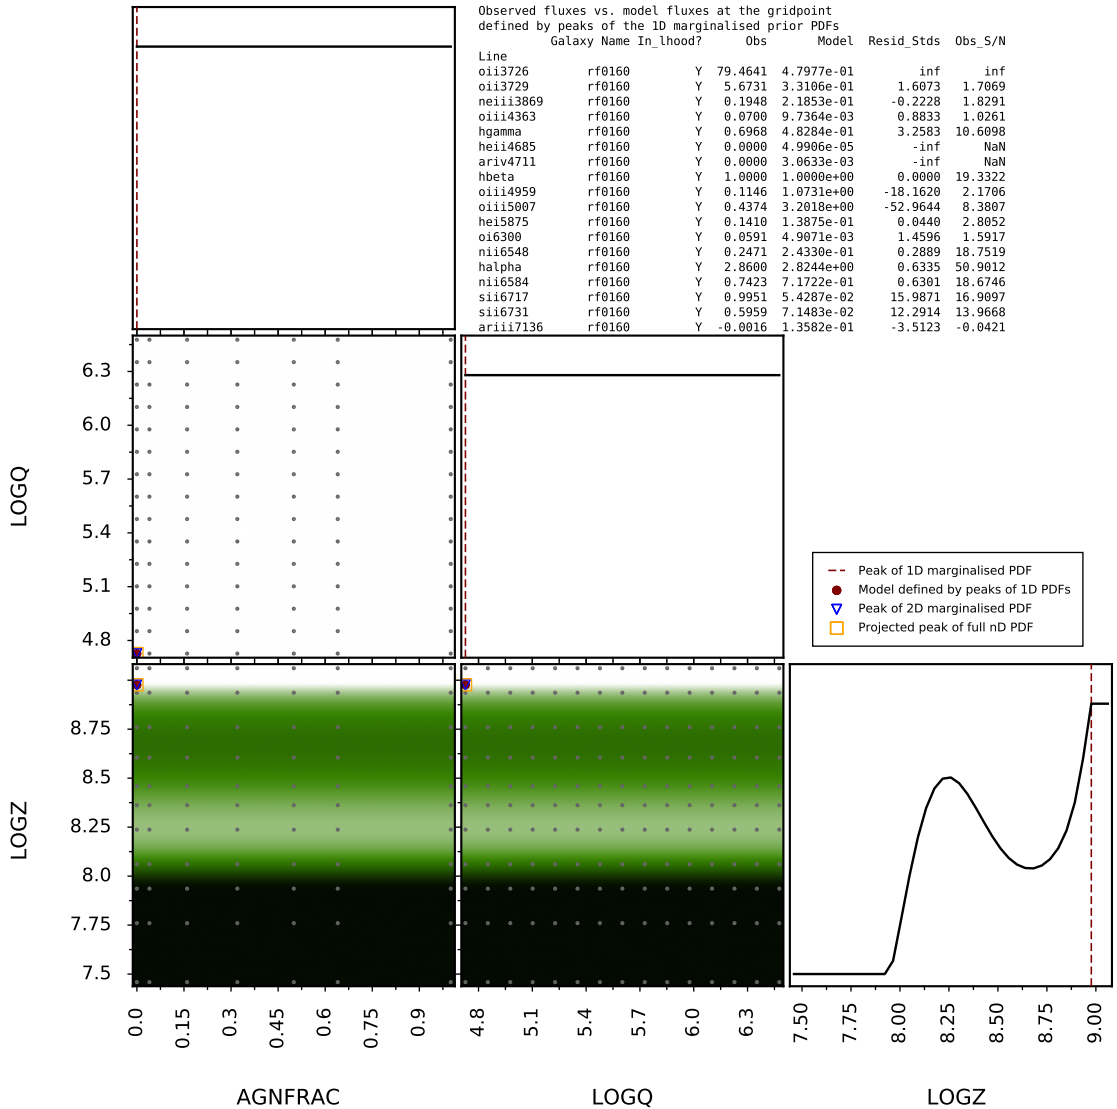 Observed fluxes vs. model fluxes at the gridpoint
defined by peaks of the 1D marginalised prior PDFs
Galaxy Name In_lhood? Obs Model Resid_Stds Obs_S/N
Line
oii3726 rf0160 Y 79.4641 4.7977e-01 inf inf
oii3729 rf0160 Y 5.6731 3.3106e-01 1.6073 1.7069
neiii3869 rf0160 Y 0.1948 2.1853e-01 -0.2228 1.8291
oiii4363 rf0160 Y 0.0700 9.7364e-03 0.8833 1.0261
hgamma rf0160 Y 0.6968 4.8284e-01 3.2583 10.6098
heii4685 rf0160 Y 0.0000 4.9906e-05 -inf NaN
ariv4711 rf0160 Y 0.0000 3.0633e-03 -inf NaN
hbeta rf0160 Y 1.0000 1.0000e+00 0.0000 19.3322
oiii4959 rf0160 Y 0.1146 1.0731e+00 -18.1620 2.1706
oiii5007 rf0160 Y 0.4374 3.2018e+00 -52.9644 8.3807
hei5875 rf0160 Y 0.1410 1.3875e-01 0.0440 2.8052
oi6300 rf0160 Y 0.0591 4.9071e-03 1.4596 1.5917
nii6548 rf0160 Y 0.2471 2.4330e-01 0.2889 18.7519
halpha rf0160 Y 2.8600 2.8244e+00 0.6335 50.9012
nii6584 rf0160 Y 0.7423 7.1722e-01 0.6301 18.6746
sii6717 rf0160 Y 0.9951 5.4287e-02 15.9871 16.9097
sii6731 rf0160 Y 0.5959 7.1483e-02 12.2914 13.9668
ariii7136 rf0160 Y -0.0016 1.3582e-01 -3.5123 -0.0421
LOGQ
6.3
6.0
5.7
5.4
5.1
4.8
Peak of 1D marginalised PDF
Model defined by peaks of 1D PDFs
Peak of 2D marginalised PDF
Projected peak of full nD PDF
LOGZ
8.75
8.5
8.25
8.0
7.75
7.5
0.0 0.15 0.3 0.45 0.6 0.75 0.9
4.8 5.1 5.4 5.7 6.0 6.3
7.50 7.75 8.00 8.25 8.50 8.75 9.00
AGNFRAC LOGQ LOGZ